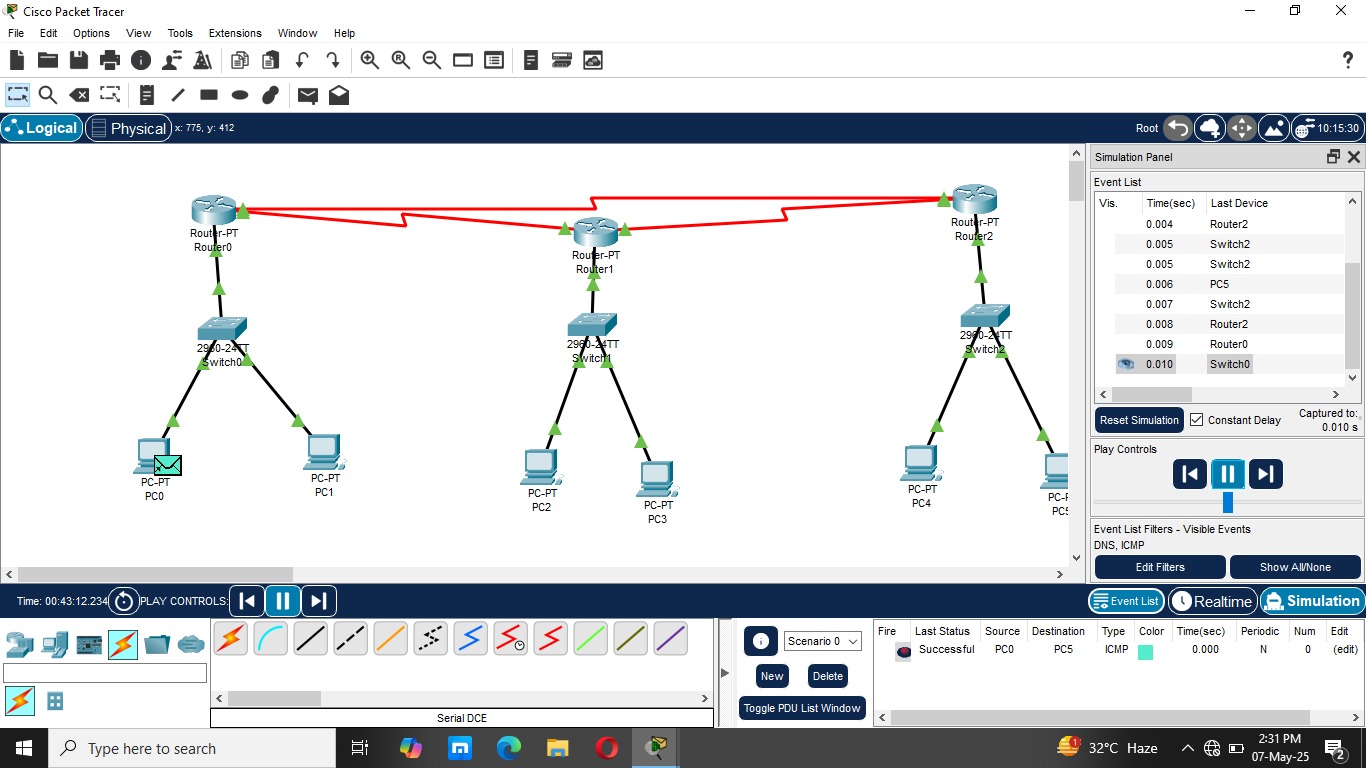 Cisco Packet Tracer
File Edit Options View Tools Extensions Window Help
Logical Physical x: 775, y: 412 Root 10:15:30
Router-PT
Router0
Router-PT
Router1
Router-PT
Router2
2960-24TT
Switch0
2960-24TT
Switch1
2960-24TT
Switch2
PC-PT
PC0
PC-PT
PC1
PC-PT
PC2
PC-PT
PC3
PC-PT
PC4
Simulation Panel
Event List
Vis. Time(sec) Last Device
0.004 Router2
0.005 Switch2
0.005 Switch2
0.006 PC5
0.007 Switch2
0.008 Router2
0.009 Router0
0.010 Switch0
Reset Simulation Constant Delay Captured to:
0.010 s
Play Controls
Event List Filters - Visible Events
DNS, ICMP
Edit Filters Show All/None
Time: 00:43:12.234 PLAY CONTROLS: Event List Realtime Simulation
Serial DCE
Scenario 0
New Delete
Toggle PDU List Window
Fire Last Status Source Destination Type Color Time(sec) Periodic Num Edit
Successful PC0 PC5 ICMP 0.000 N 0 (edit)
Type here to search
32°C Haze
2:31 PM
07-May-25
2